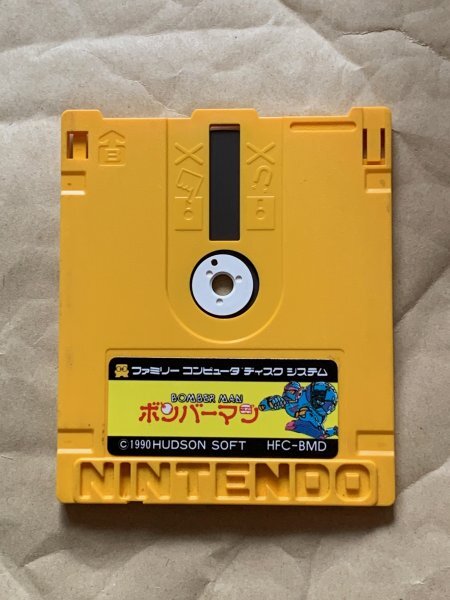 B
ファミリー コンピュータ ディスク システム
BOMBER MAN
ボンバーマン
©1990 HUDSON SOFT HFC-BMD
NINTENDO